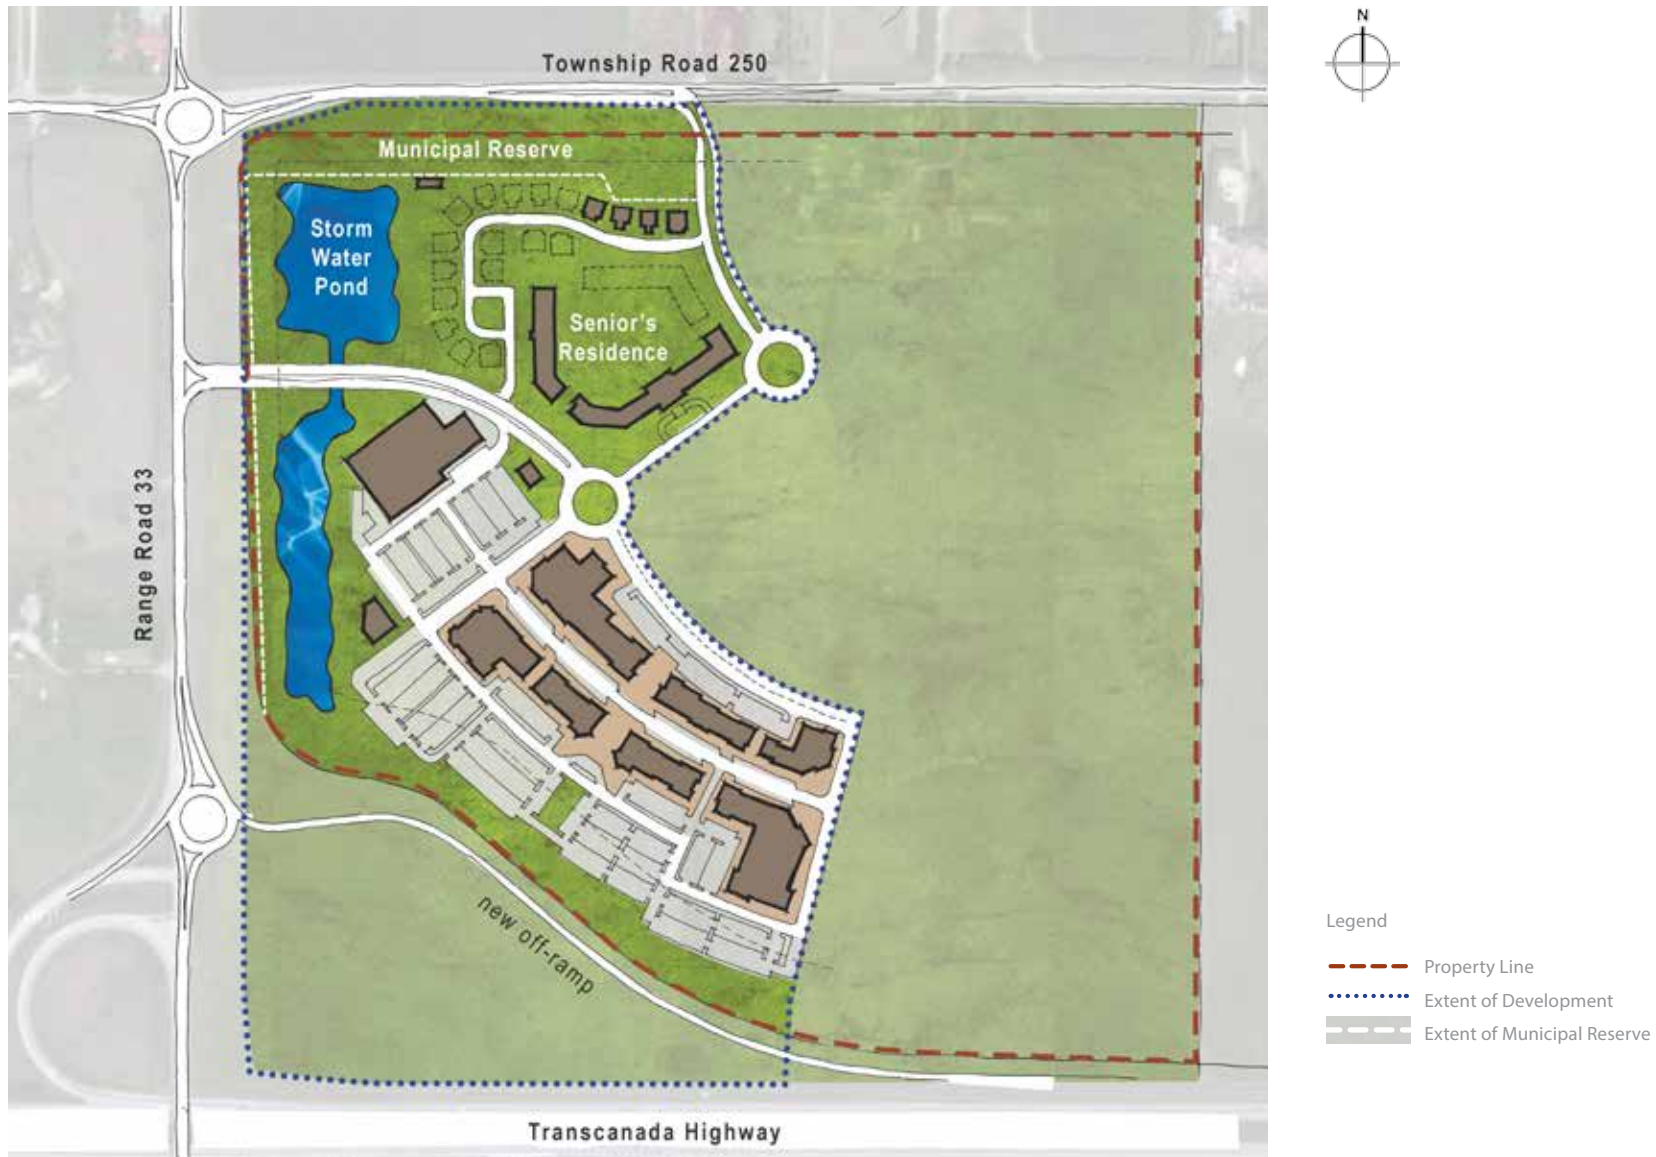 N
Township Road 250
Municipal Reserve
Storm
Water
Pond
Senior's
Residence
Range Road 33
new off-ramp
Transcanada Highway
Legend
Property Line
Extent of Development
Extent of Municipal Reserve